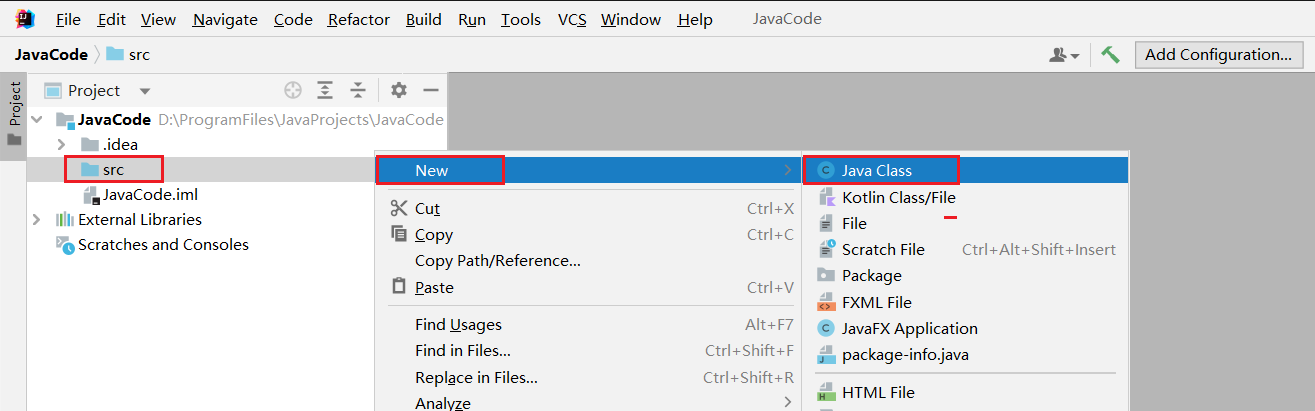 File Edit View Navigate Code Refactor Build Run Tools VCS Window Help JavaCode
JavaCode src Add Configuration...
Project
Project
JavaCode D:\ProgramFiles\JavaProjects\JavaCode
.idea
src
JavaCode.iml
External Libraries
Scratches and Consoles
New
Cut Ctrl+X
Copy Ctrl+C
Copy Path/Reference...
Paste Ctrl+V
Find Usages Alt+F7
Find in Files... Ctrl+Shift+F
Replace in Files... Ctrl+Shift+R
Analyze
Java Class
Kotlin Class/File
File
Scratch File Ctrl+Alt+Shift+Insert
Package
FXML File
JavaFX Application
package-info.java
HTML File